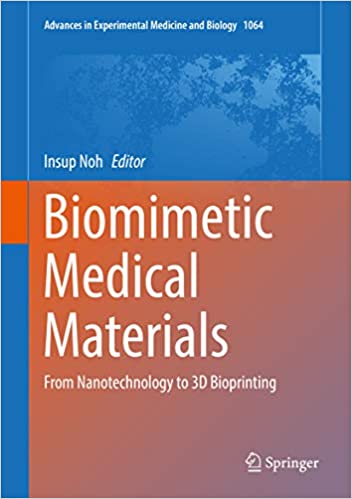 Advances in Experimental Medicine and Biology 1064
Insup Noh Editor
Biomimetic
Medical
Materials
From Nanotechnology to 3D Bioprinting
Springer